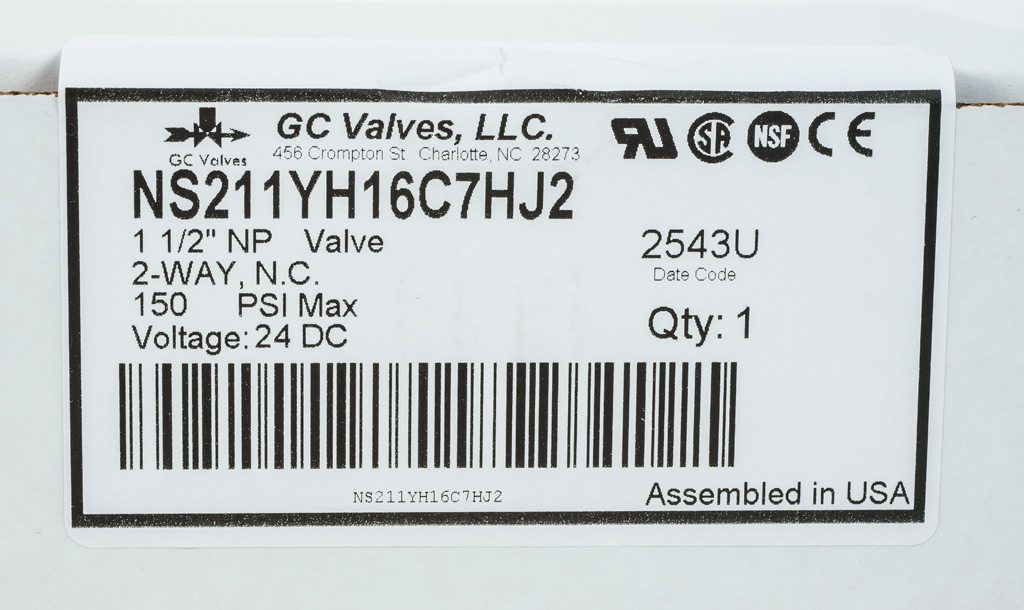 GC Valves
GC Valves, LLC.
456 Crompton St. Charlotte, NC 28273
NSF CE
NS211YH16C7HJ2
1 1/2" NP Valve
2-WAY, N.C.
150 PSI Max
Voltage: 24 DC
2543U
Date Code
Qty: 1
NS211YH16C7HJ2
Assembled in USA